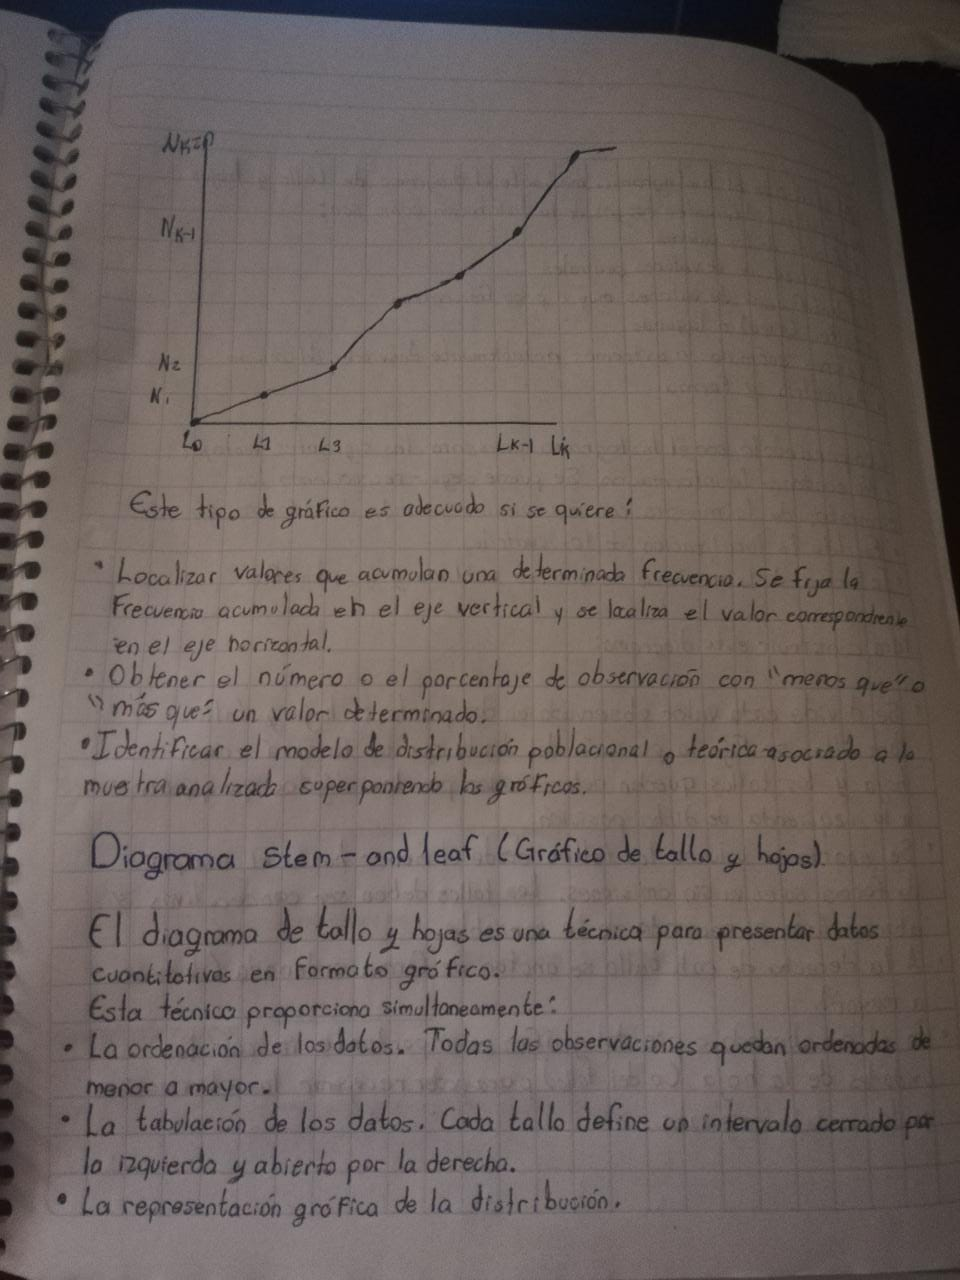 NK=n
NK-1
N2
N1
L0 L1 L3 LK-1 LK
Este tipo de gráfico es adecuado si se quiere:
• Localizar valores que acumulan una determinada frecuencia. Se fija la
Frecuencia acumulada en el eje vertical y se localiza el valor correspondiente
en el eje horizontal.
• Obtener el número o el porcentaje de observación con "menos que" o
"más que" un valor determinado.
• Identificar el modelo de distribución poblacional o teórica asociado a la
muestra analizada superponiendo los gráficos.
Diagrama stem-and leaf (Gráfico de tallo y hojas).
El diagrama de tallo y hojas es una técnica para presentar datos
cuantitativos en formato gráfico.
Esta técnica proporciona simultaneamente:
• La ordenación de los datos. Todas las observaciones quedan ordenadas de
menor a mayor.
• La tabulación de los datos. Cada tallo define un intervalo cerrado por
la izquierda y abierto por la derecha.
• La representación gráfica de la distribución.